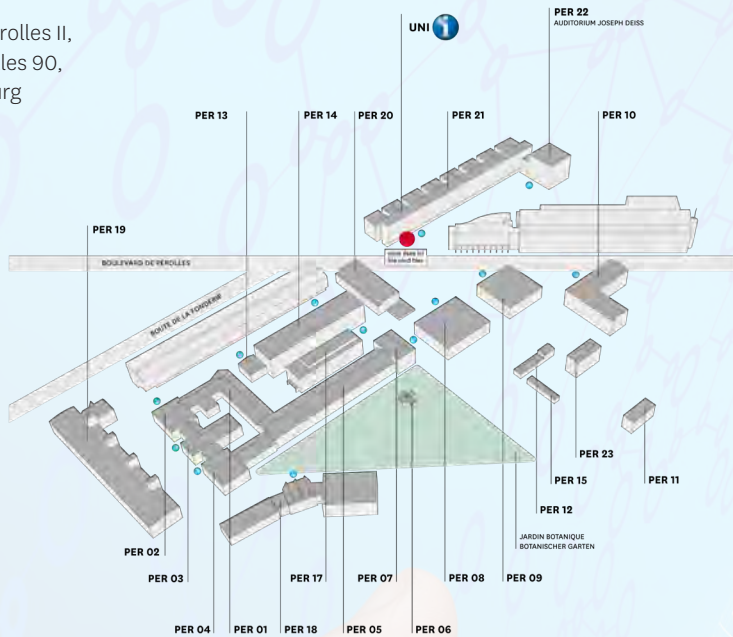 rolles II,
les 90,
urg
UNI i
PER 22
AUDITORIUM JOSEPH DEISS
PER 13
PER 14
PER 20
PER 21
PER 10
PER 19
BOULEVARD DE PÉROLLES
ROUTE DE LA FONDERIE
vous êtes ici
PER 23
PER 11
PER 15
PER 12
JARDIN BOTANIQUE
BOTANISCHER GARTEN
PER 02
PER 03
PER 17
PER 07
PER 08
PER 09
PER 04
PER 01
PER 18
PER 05
PER 06